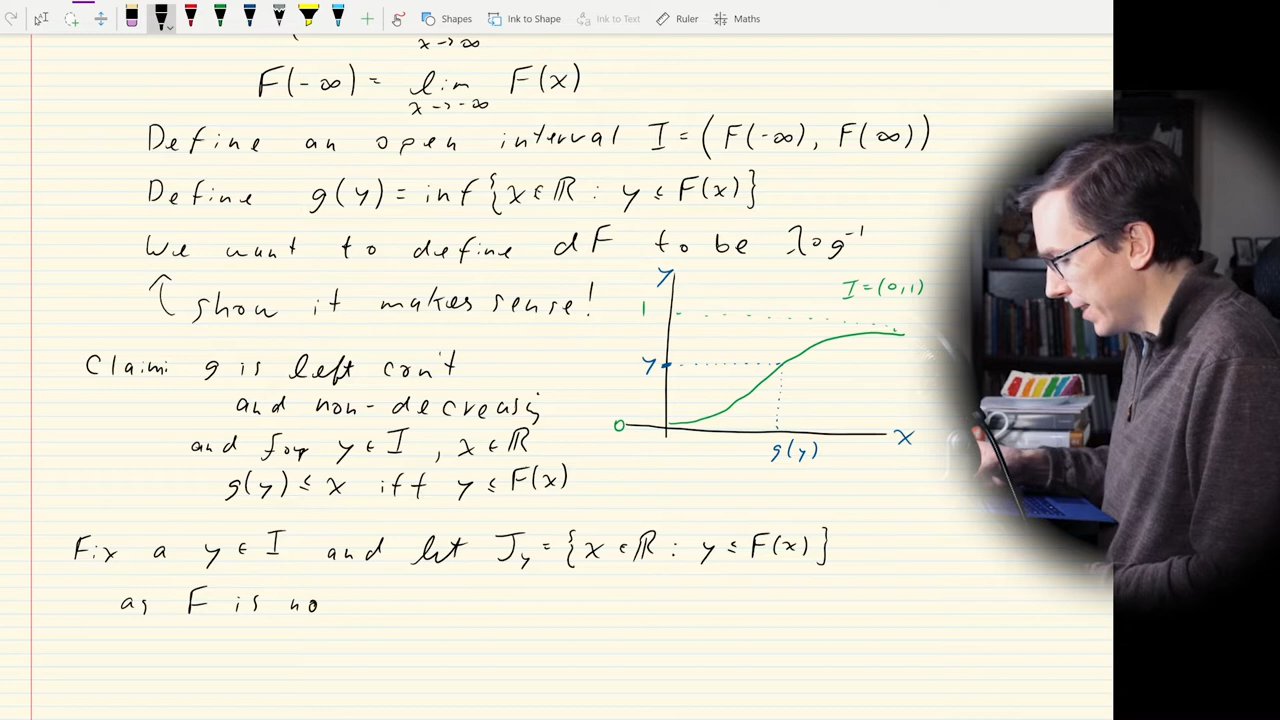 Shapes Ink to Shape Ink to Text Ruler Maths
x→∞
F(-∞) = lim F(x)
x→-∞
Define an open interval I = (F(-∞), F(∞))
Define g(y) = inf {x ∈ ℝ : y ≤ F(x)}
We want to define dF to be λ∘g⁻¹
show it makes sense!
Claim: g is left con't
and non-decreasing
and for y ∈ I, x ∈ ℝ
g(y) ≤ x iff y ≤ F(x)
y
I = (0,1)
1
y
0
x
g(y)
Fix a y ∈ I and let J_y = {x ∈ ℝ : y ≤ F(x)}
as F is no